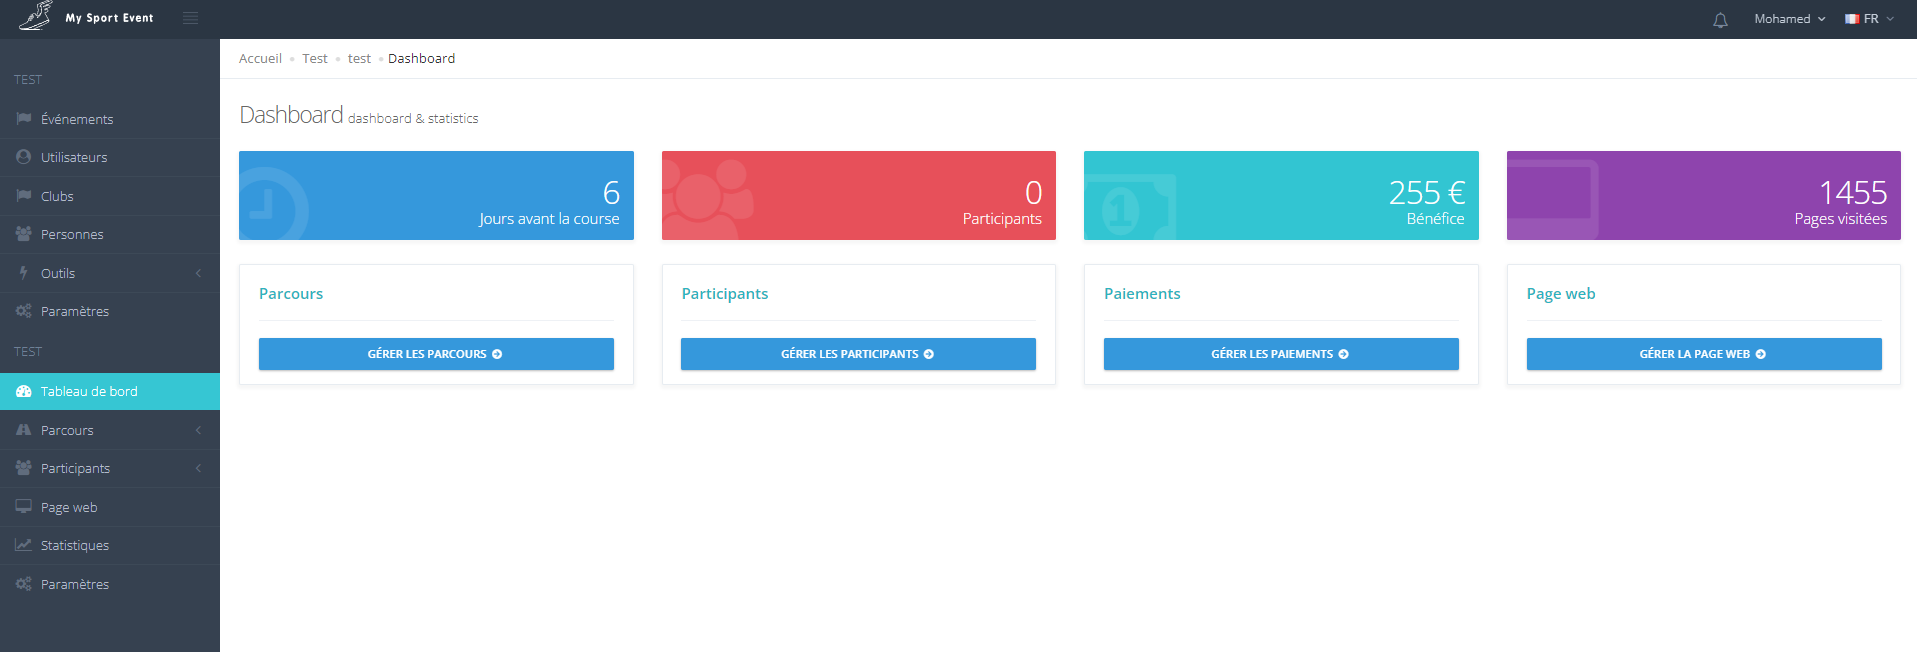 My Sport Event
Mohamed
FR
TEST
Événements
Utilisateurs
Clubs
Personnes
Outils
Paramètres
TEST
Tableau de bord
Parcours
Participants
Page web
Statistiques
Paramètres
Accueil Test test Dashboard
Dashboard dashboard & statistics
6
Jours avant la course
0
Participants
1
255 €
Bénéfice
1455
Pages visitées
Parcours
GÉRER LES PARCOURS
Participants
GÉRER LES PARTICIPANTS
Paiements
GÉRER LES PAIEMENTS
Page web
GÉRER LA PAGE WEB